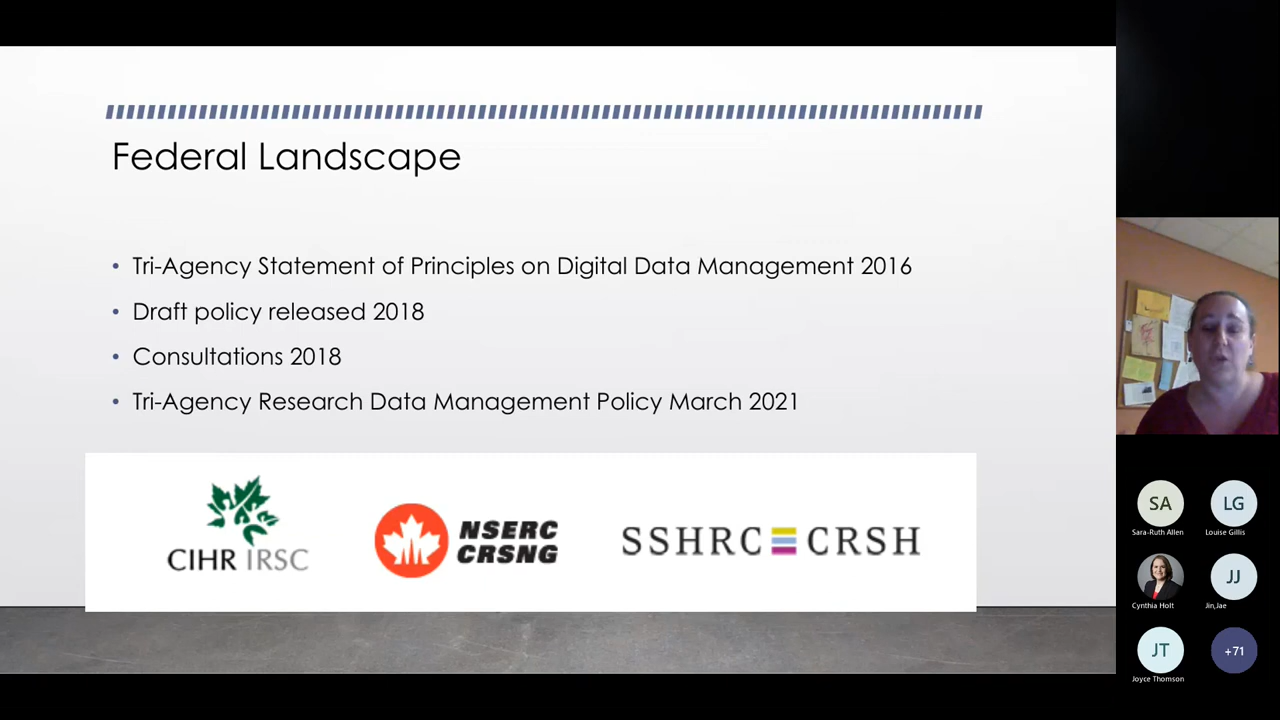 Federal Landscape
• Tri-Agency Statement of Principles on Digital Data Management 2016
• Draft policy released 2018
• Consultations 2018
• Tri-Agency Research Data Management Policy March 2021
CIHR IRSC
NSERC
CRSNG
SSHRC CRSH
SA
LG
Sara-Ruth Allen
Louise Gillis
JJ
Cynthia Holt
Jin,Jae
JT
+71
Joyce Thomson